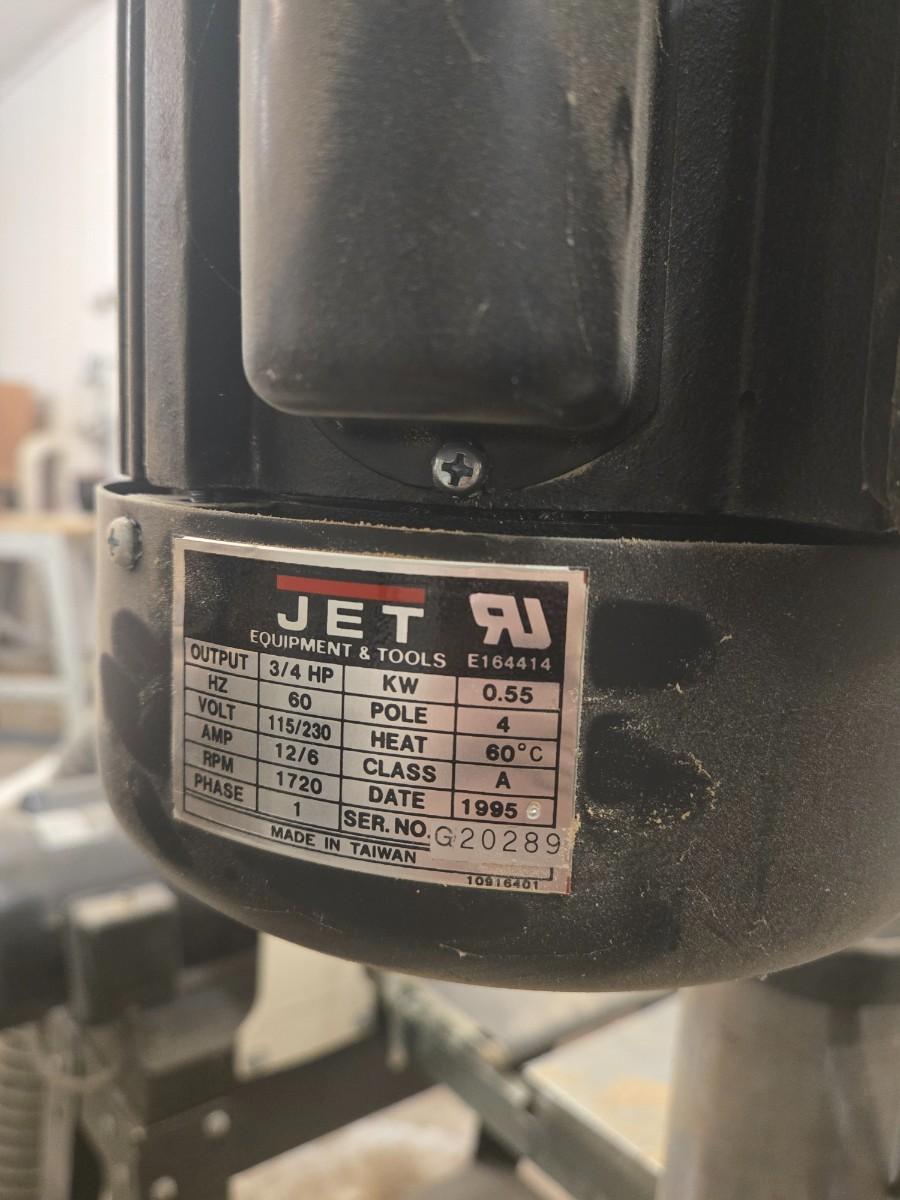 JET
EQUIPMENT & TOOLS
E164414
OUTPUT 3/4 HP KW 0.55
HZ 60 POLE 4
VOLT 115/230 HEAT 60°C
AMP 12/6 CLASS A
RPM 1720 DATE 1995
PHASE 1 SER. NO. G20289
MADE IN TAIWAN
10916401